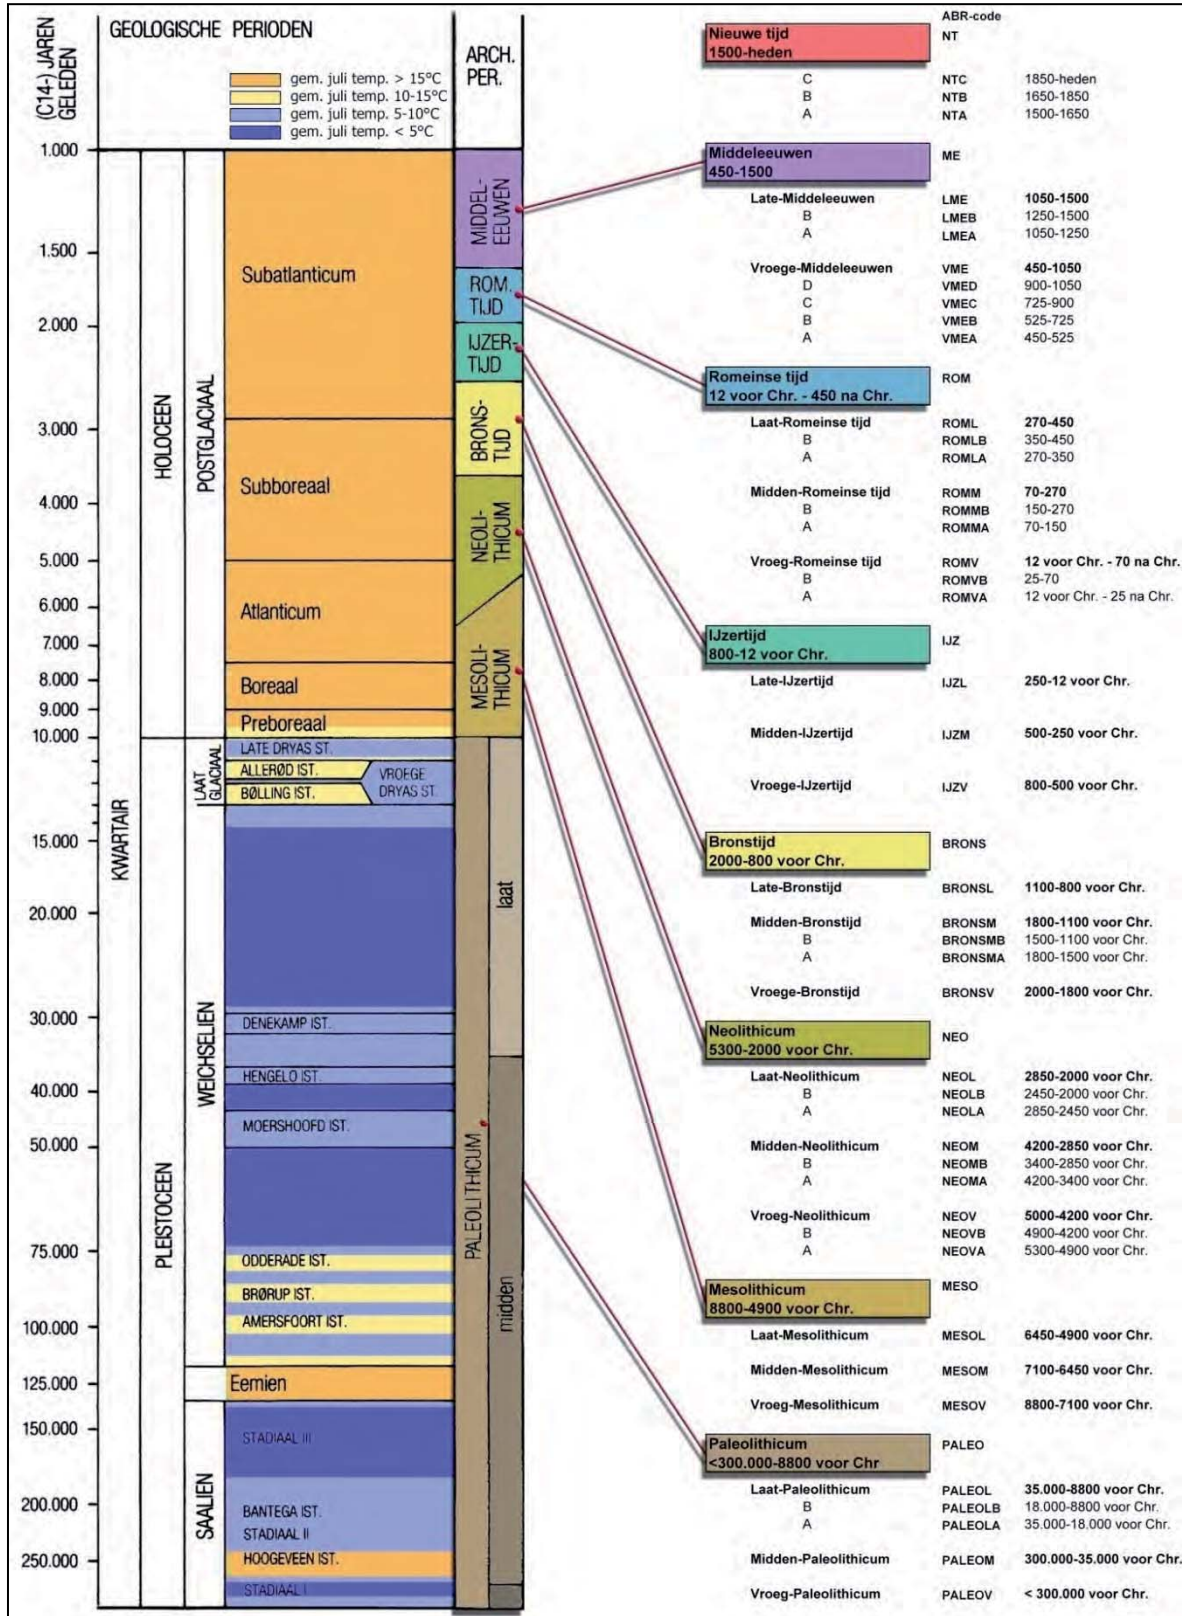 GEOLOGISCHE PERIODEN
(C14-) JAREN
GELEDEN
gem. juli temp. > 15°C
gem. juli temp. 10-15°C
gem. juli temp. 5-10°C
gem. juli temp. < 5°C
ARCH.
PER.
1.000
1.500
2.000
3.000
4.000
5.000
6.000
7.000
8.000
9.000
10.000
15.000
20.000
30.000
40.000
50.000
75.000
100.000
125.000
150.000
200.000
250.000
KWARTAIR
HOLOCEEN
PLEISTOCEEN
POSTGLACIAAL
LAAT
GLACIAAL
WEICHSELIEN
SAALIEN
Subatlanticum
Subboreaal
Atlanticum
Boreaal
Preboreaal
LATE DRYAS ST.
ALLERØD IST.
VROEGE
DRYAS ST.
BØLLING IST.
DENEKAMP IST.
HENGELO IST.
MOERSHOOFD IST.
ODDERADE IST.
BRØRUP IST.
AMERSFOORT IST.
Eemien
STADIAAL III
BANTEGA IST.
STADIAAL II
HOOGEVEEN IST.
STADIAAL I
MIDDEL-
EEUWEN
ROM.
TIJD
IJZER-
TIJD
BRONS-
TIJD
NEOLI-
THICUM
MESOLI-
THICUM
PALEOLITHICUM
laat
midden
ABR-code
Nieuwe tijd NT
1500-heden
C NTC 1850-heden
B NTB 1650-1850
A NTA 1500-1650
Middeleeuwen ME
450-1500
Late-Middeleeuwen LME 1050-1500
B LMEB 1250-1500
A LMEA 1050-1250
Vroege-Middeleeuwen VME 450-1050
D VMED 900-1050
C VMEC 725-900
B VMEB 525-725
A VMEA 450-525
Romeinse tijd ROM
12 voor Chr. - 450 na Chr.
Laat-Romeinse tijd ROML 270-450
B ROMLB 350-450
A ROMLA 270-350
Midden-Romeinse tijd ROMM 70-270
B ROMMB 150-270
A ROMMA 70-150
Vroeg-Romeinse tijd ROMV 12 voor Chr. - 70 na Chr.
B ROMVB 25-70
A ROMVA 12 voor Chr. - 25 na Chr.
IJzertijd IJZ
800-12 voor Chr.
Late-IJzertijd IJZL 250-12 voor Chr.
Midden-IJzertijd IJZM 500-250 voor Chr.
Vroege-IJzertijd IJZV 800-500 voor Chr.
Bronstijd BRONS
2000-800 voor Chr.
Late-Bronstijd BRONSL 1100-800 voor Chr.
Midden-Bronstijd BRONSM 1800-1100 voor Chr.
B BRONSMB 1500-1100 voor Chr.
A BRONSMA 1800-1500 voor Chr.
Vroege-Bronstijd BRONSV 2000-1800 voor Chr.
Neolithicum NEO
5300-2000 voor Chr.
Laat-Neolithicum NEOL 2850-2000 voor Chr.
B NEOLB 2450-2000 voor Chr.
A NEOLA 2850-2450 voor Chr.
Midden-Neolithicum NEOM 4200-2850 voor Chr.
B NEOMB 3400-2850 voor Chr.
A NEOMA 4200-3400 voor Chr.
Vroeg-Neolithicum NEOV 5000-4200 voor Chr.
B NEOVB 4900-4200 voor Chr.
A NEOVA 5300-4900 voor Chr.
Mesolithicum MESO
8800-4900 voor Chr.
Laat-Mesolithicum MESOL 6450-4900 voor Chr.
Midden-Mesolithicum MESOM 7100-6450 voor Chr.
Vroeg-Mesolithicum MESOV 8800-7100 voor Chr.
Paleolithicum PALEO
<300.000-8800 voor Chr
Laat-Paleolithicum PALEOL 35.000-8800 voor Chr.
B PALEOLB 18.000-8800 voor Chr.
A PALEOLA 35.000-18.000 voor Chr.
Midden-Paleolithicum PALEOM 300.000-35.000 voor Chr.
Vroeg-Paleolithicum PALEOV < 300.000 voor Chr.